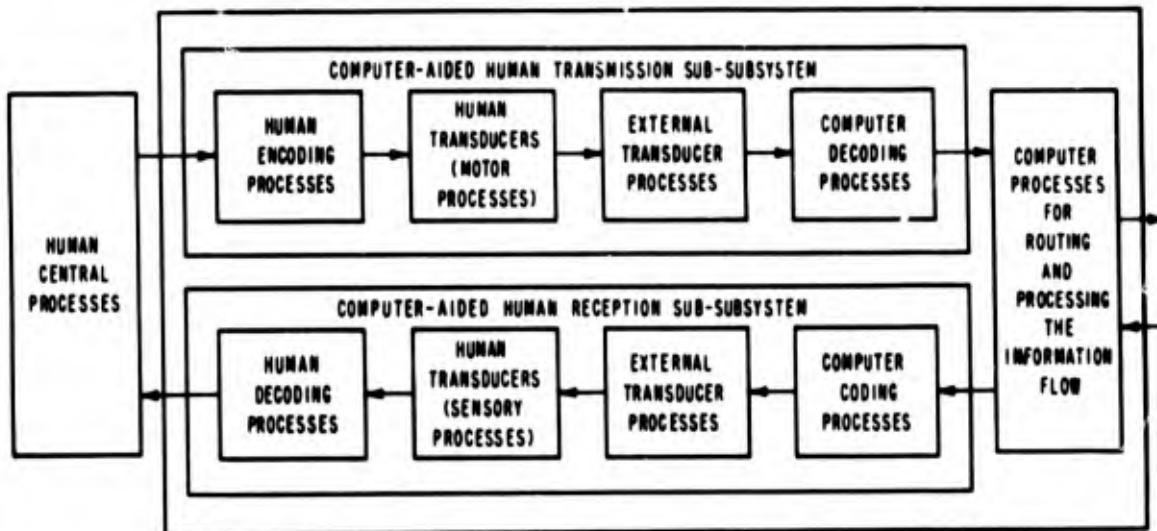 COMPUTER-AIDED HUMAN TRANSMISSION SUB-SUBSYSTEM
HUMAN
ENCODING
PROCESSES
HUMAN
TRANSDUCERS
(MOTOR
PROCESSES)
EXTERNAL
TRANSDUCER
PROCESSES
COMPUTER
DECODING
PROCESSES
HUMAN
CENTRAL
PROCESSES
COMPUTER
PROCESSES
FOR
ROUTING
AND
PROCESSING
THE
INFORMATION
FLOW
COMPUTER-AIDED HUMAN RECEPTION SUB-SUBSYSTEM
HUMAN
DECODING
PROCESSES
HUMAN
TRANSDUCERS
(SENSORY
PROCESSES)
EXTERNAL
TRANSDUCER
PROCESSES
COMPUTER
CODING
PROCESSES